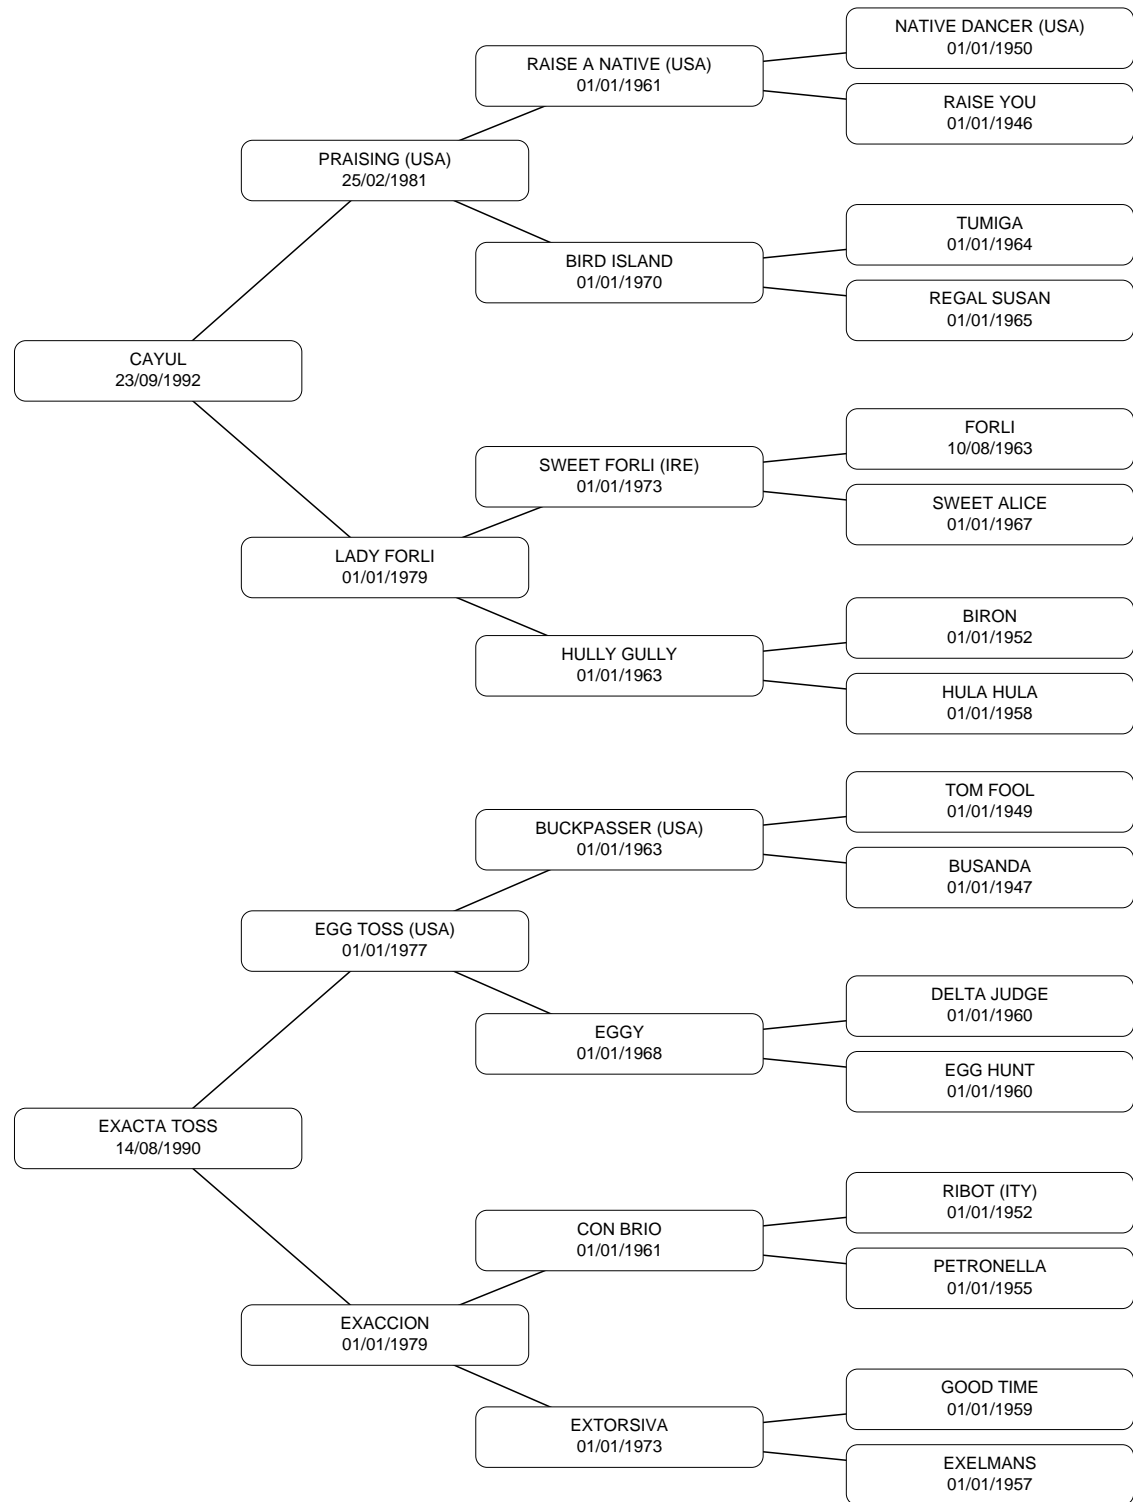 NATIVE DANCER (USA)
01/01/1950
RAISE A NATIVE (USA)
01/01/1961
RAISE YOU
01/01/1946
PRAISING (USA)
25/02/1981
TUMIGA
01/01/1964
BIRD ISLAND
01/01/1970
REGAL SUSAN
01/01/1965
CAYUL
23/09/1992
FORLI
10/08/1963
SWEET FORLI (IRE)
01/01/1973
SWEET ALICE
01/01/1967
LADY FORLI
01/01/1979
BIRON
01/01/1952
HULLY GULLY
01/01/1963
HULA HULA
01/01/1958
TOM FOOL
01/01/1949
BUCKPASSER (USA)
01/01/1963
BUSANDA
01/01/1947
EGG TOSS (USA)
01/01/1977
DELTA JUDGE
01/01/1960
EGGY
01/01/1968
EGG HUNT
01/01/1960
EXACTA TOSS
14/08/1990
RIBOT (ITY)
01/01/1952
CON BRIO
01/01/1961
PETRONELLA
01/01/1955
EXACCION
01/01/1979
GOOD TIME
01/01/1959
EXTORSIVA
01/01/1973
EXELMANS
01/01/1957